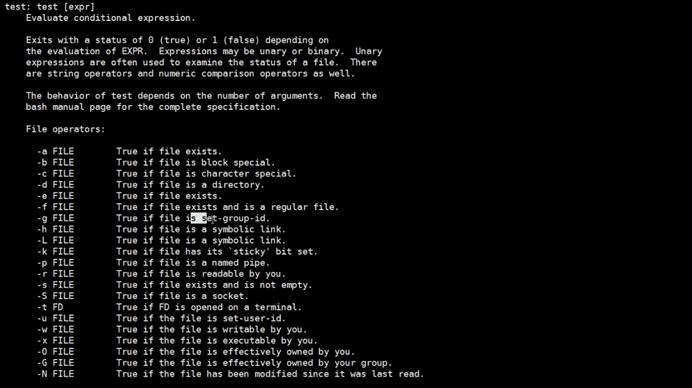 test: test [expr]
Evaluate conditional expression.
Exits with a status of 0 (true) or 1 (false) depending on
the evaluation of EXPR.  Expressions may be unary or binary.  Unary
expressions are often used to examine the status of a file.  There
are string operators and numeric comparison operators as well.
The behavior of test depends on the number of arguments.  Read the
bash manual page for the complete specification.
File operators:
-a FILE        True if file exists.
-b FILE        True if file is block special.
-c FILE        True if file is character special.
-d FILE        True if file is a directory.
-e FILE        True if file exists.
-f FILE        True if file exists and is a regular file.
-g FILE        True if file is set-group-id.
-h FILE        True if file is a symbolic link.
-L FILE        True if file is a symbolic link.
-k FILE        True if file has its `sticky' bit set.
-p FILE        True if file is a named pipe.
-r FILE        True if file is readable by you.
-s FILE        True if file exists and is not empty.
-S FILE        True if file is a socket.
-t FD          True if FD is opened on a terminal.
-u FILE        True if the file is set-user-id.
-w FILE        True if the file is writable by you.
-x FILE        True if the file is executable by you.
-O FILE        True if the file is effectively owned by you.
-G FILE        True if the file is effectively owned by your group.
-N FILE        True if the file has been modified since it was last read.